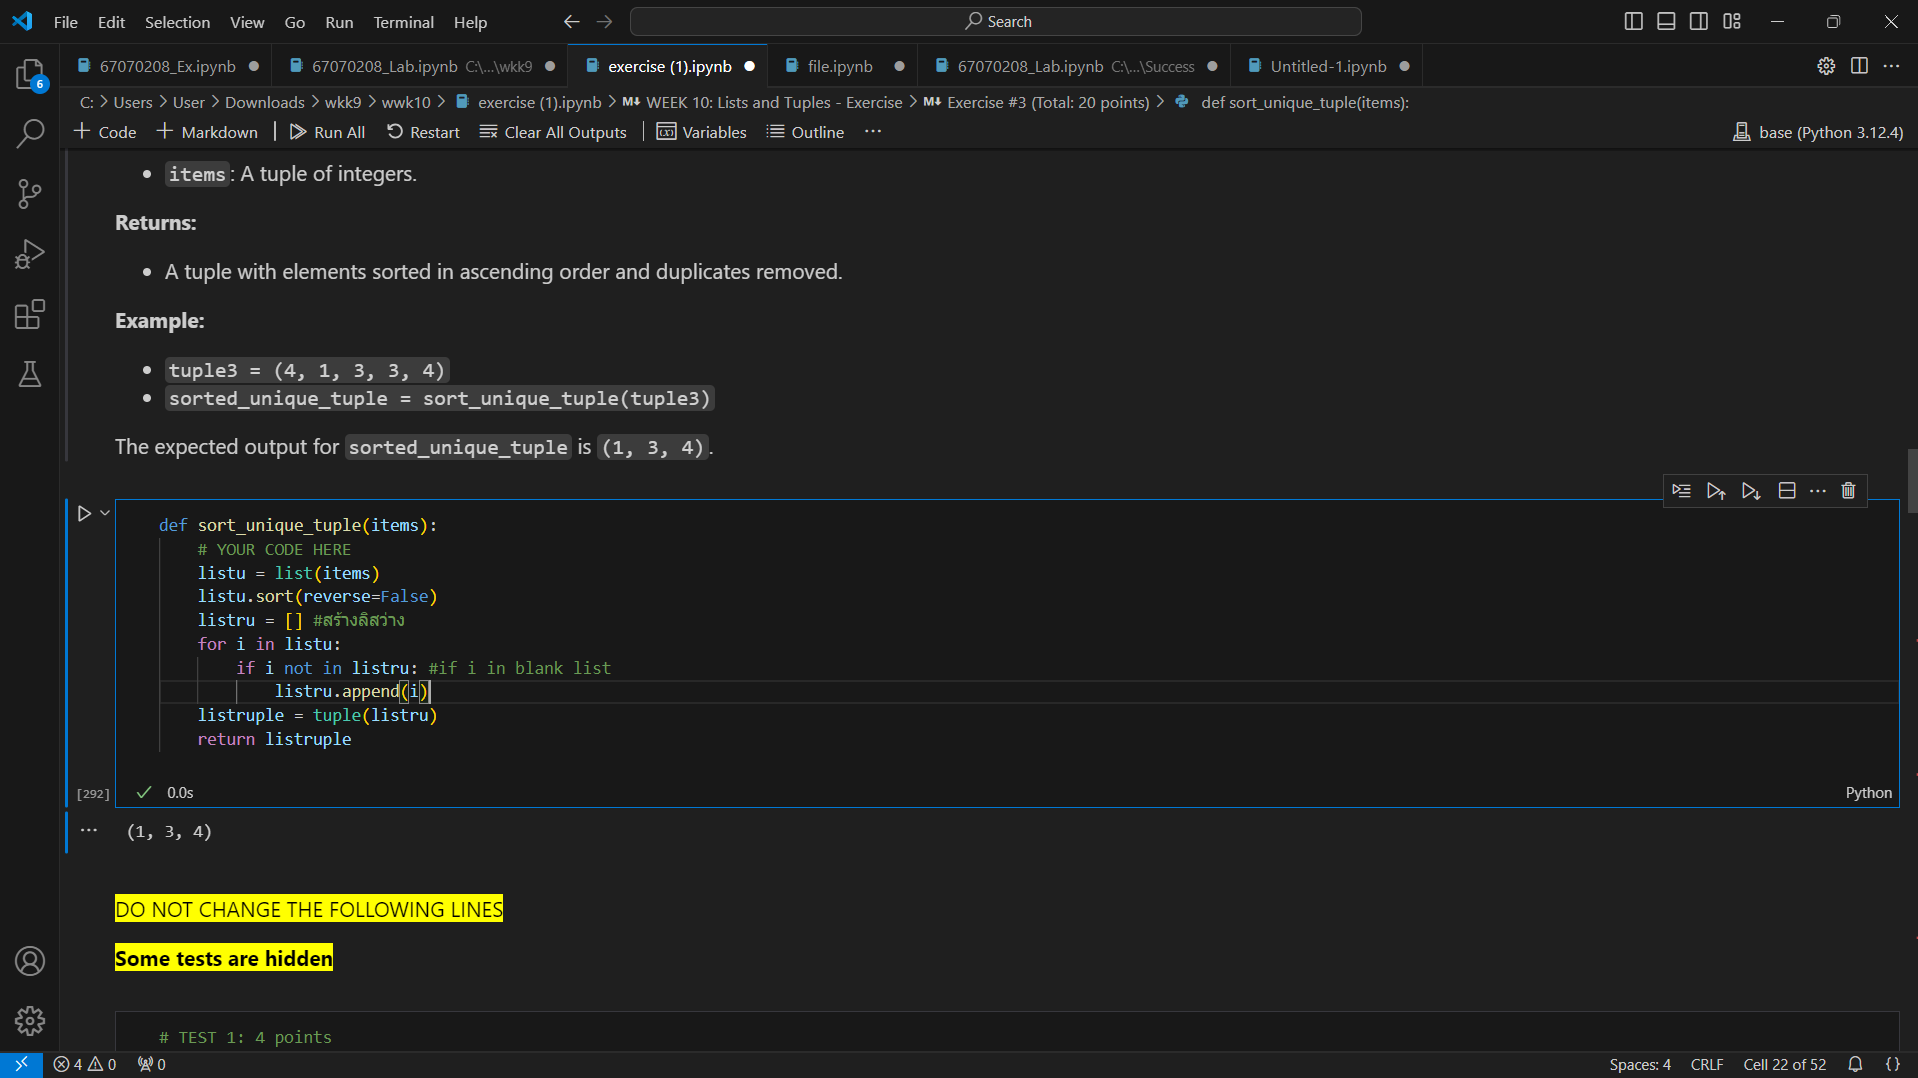 File Edit Selection View Go Run Terminal Help
Search
67070208_Ex.ipynb
67070208_Lab.ipynb C:\...\wkk9
exercise (1).ipynb
file.ipynb
67070208_Lab.ipynb C:\...\Success
Untitled-1.ipynb
C: > Users > User > Downloads > wkk9 > wwk10 > exercise (1).ipynb > M↓ WEEK 10: Lists and Tuples - Exercise > M↓ Exercise #3 (Total: 20 points) > def sort_unique_tuple(items):
+ Code + Markdown | Run All Restart Clear All Outputs | Variables Outline ...
base (Python 3.12.4)
6
• items: A tuple of integers.
Returns:
• A tuple with elements sorted in ascending order and duplicates removed.
Example:
• tuple3 = (4, 1, 3, 3, 4)
• sorted_unique_tuple = sort_unique_tuple(tuple3)
The expected output for sorted_unique_tuple is (1, 3, 4).
def sort_unique_tuple(items):
# YOUR CODE HERE
listu = list(items)
listu.sort(reverse=False)
listru = [] #สร้างลิสว่าง
for i in listu:
if i not in listru: #if i in blank list
listru.append(i)
listruple = tuple(listru)
return listruple
[292] 0.0s
Python
(1, 3, 4)
DO NOT CHANGE THE FOLLOWING LINES
Some tests are hidden
# TEST 1: 4 points
4 0 0
Spaces: 4 CRLF Cell 22 of 52 {}